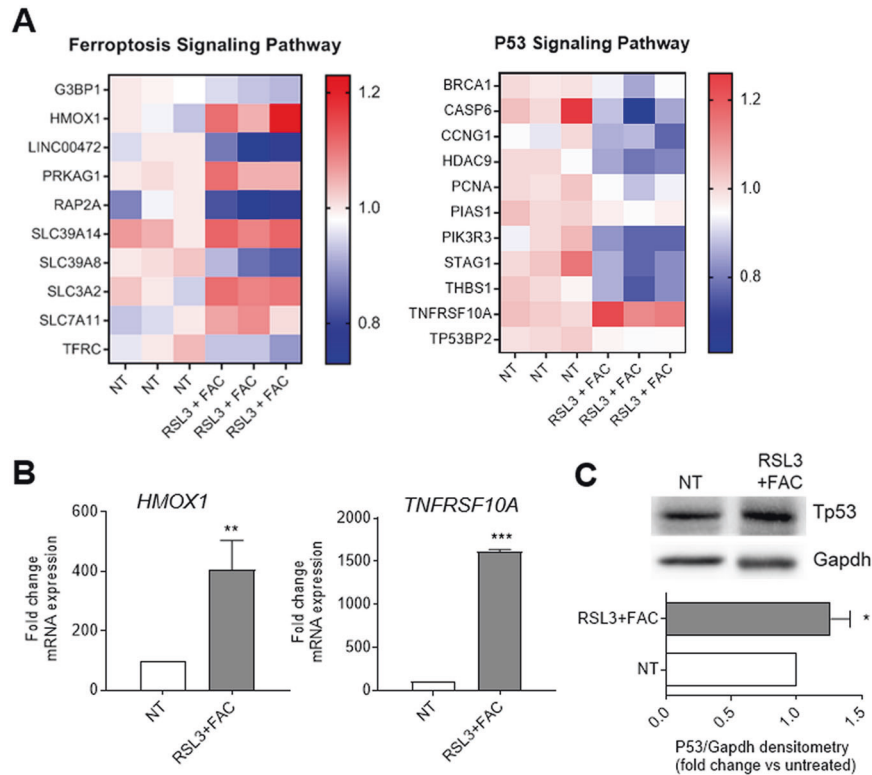 A
Ferroptosis Signaling Pathway
G3BP1
HMOX1
LINC00472
PRKAG1
RAP2A
SLC39A14
SLC39A8
SLC3A2
SLC7A11
TFRC
NT
NT
NT
RSL3 + FAC
RSL3 + FAC
RSL3 + FAC
1.2
1.0
0.8
P53 Signaling Pathway
BRCA1
CASP6
CCNG1
HDAC9
PCNA
PIAS1
PIK3R3
STAG1
THBS1
TNFRSF10A
TP53BP2
NT
NT
NT
RSL3 + FAC
RSL3 + FAC
RSL3 + FAC
1.2
1.0
0.8
B
HMOX1
Fold change
mRNA expression
600
400
200
0
**
NT
RSL3+FAC
TNFRSF10A
Fold change
mRNA expression
2000
1500
1000
500
0
***
NT
RSL3+FAC
C
NT
RSL3
+FAC
Tp53
Gapdh
RSL3+FAC
*
NT
0.0
0.5
1.0
1.5
P53/Gapdh densitometry
(fold change vs untreated)